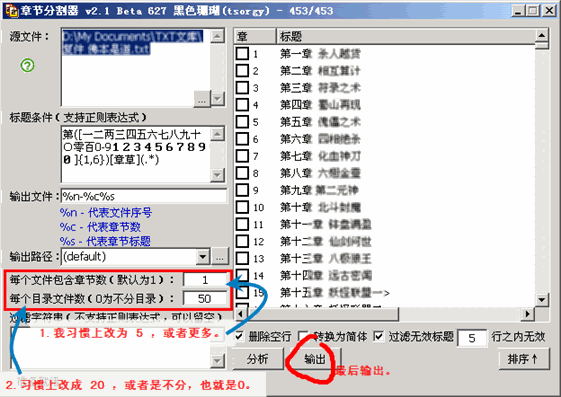 章节分割器 v2.1 Beta 627 黑色珊瑚(tsorgy) - 453/453
源文件:
D:\My Documents\TXT文库\
复件 佛本是道.txt
...
标题条件(支持正则表达式)
第([一二两三四五六七八九十
○零百0-9１２３４５６７８９
０]{1,6})[章草](.*)
输出文件: %n-%c%s
%n - 代表文件序号
%c - 代表章节数
%s - 代表章节标题
输出路径: (default) ...
每个文件包含章节数(默认为1): 1
每个目录文件数(0为不分目录): 50
过滤字符(不支持正则表达式,可以留空)
1.我习惯上改为 5 ，或者更多。
2.习惯上改成 20 ，或者是不分，也就是0。
章 标题
1 第一章 杀人越货
2 第二章 相互算计
3 第三章 符录之术
4 第四章 蜀山再现
5 第五章 傀儡之术
6 第六章 四相绝杀
7 第七章 化血神刀
8 第八章 六翅金蚕
9 第九章 第二元神
10 第十章 北斗封魔
11 第十一章
12 第十二章 仙剑问世
13 第十三章 八极狼王
14 第十四章 远古密闻
15 第十五章 妖怪联盟一>
删除空行 转换为简体 过滤无效标题 5 行之内无效
分析 输出 排序↑
最后输出。